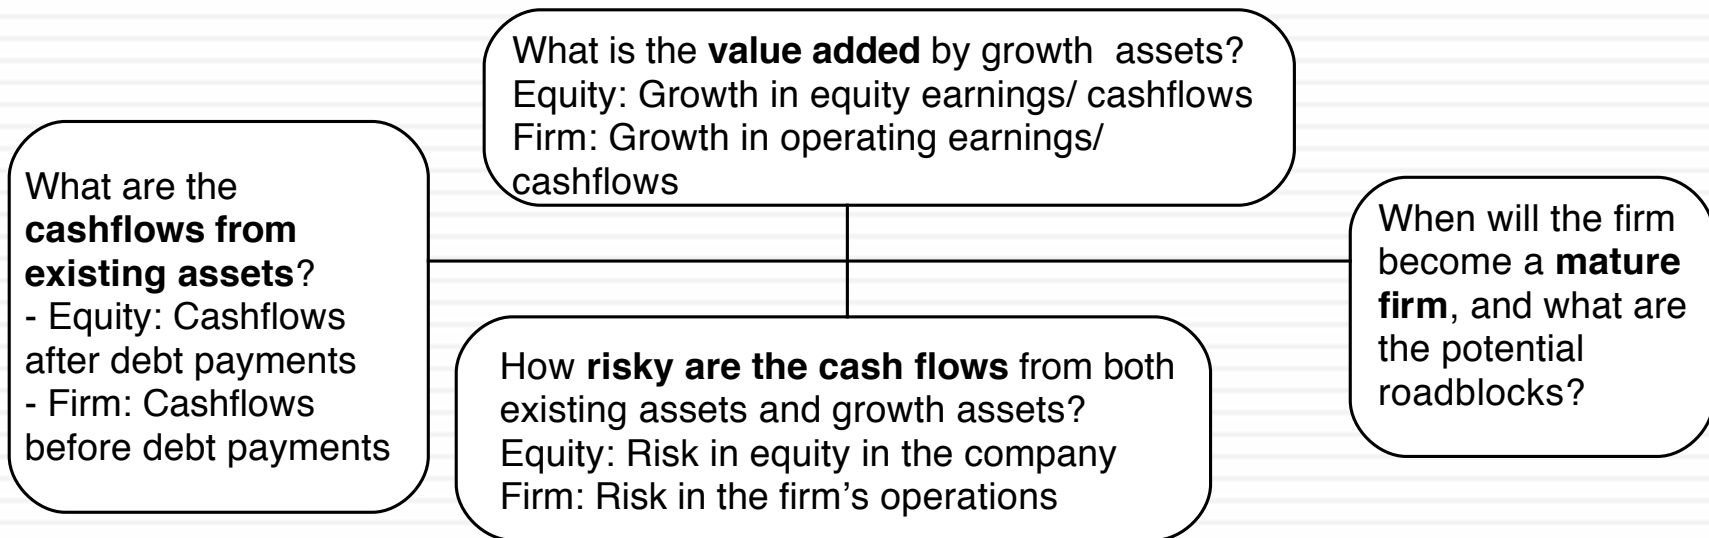 What is the value added by growth assets?
Equity: Growth in equity earnings/ cashflows
Firm: Growth in operating earnings/
cashflows
What are the
cashflows from
existing assets?
- Equity: Cashflows
after debt payments
- Firm: Cashflows
before debt payments
When will the firm
become a mature
firm, and what are
the potential
roadblocks?
How risky are the cash flows from both
existing assets and growth assets?
Equity: Risk in equity in the company
Firm: Risk in the firm’s operations